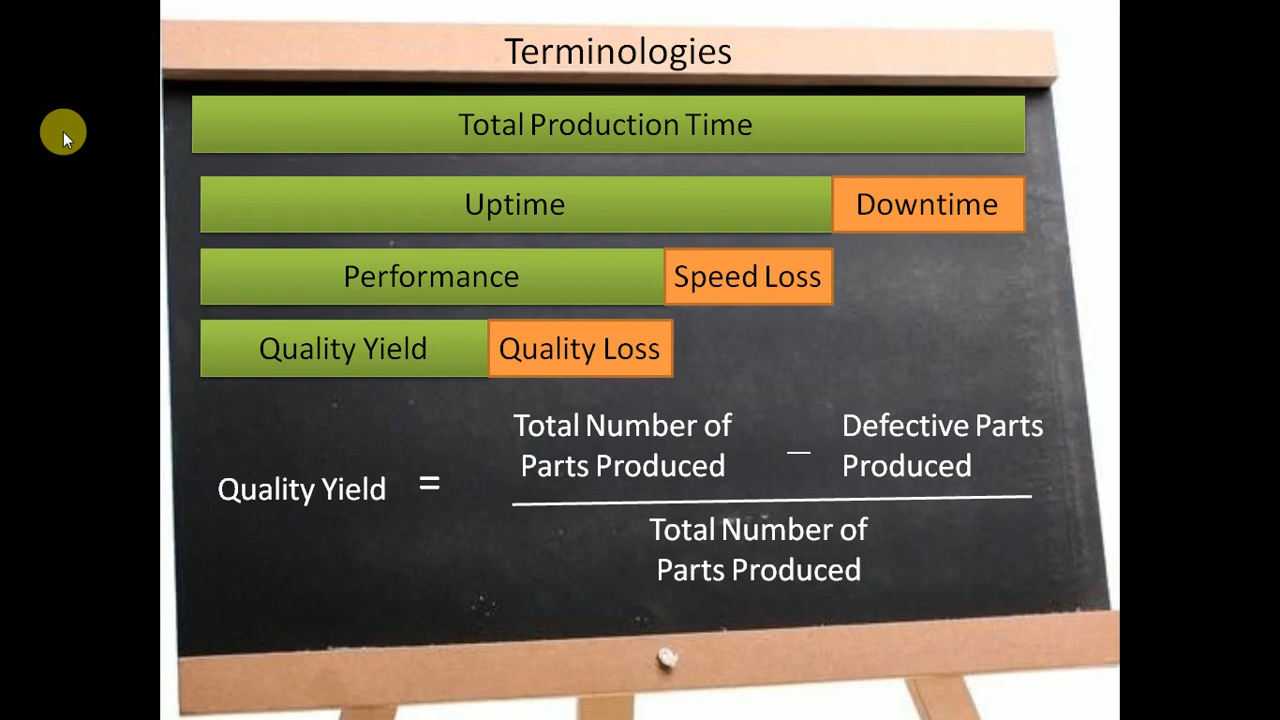 Terminologies
Total Production Time
Uptime
Downtime
Performance
Speed Loss
Quality Yield
Quality Loss
Quality Yield =
Total Number of
Parts Produced
–
Defective Parts
Produced
Total Number of
Parts Produced